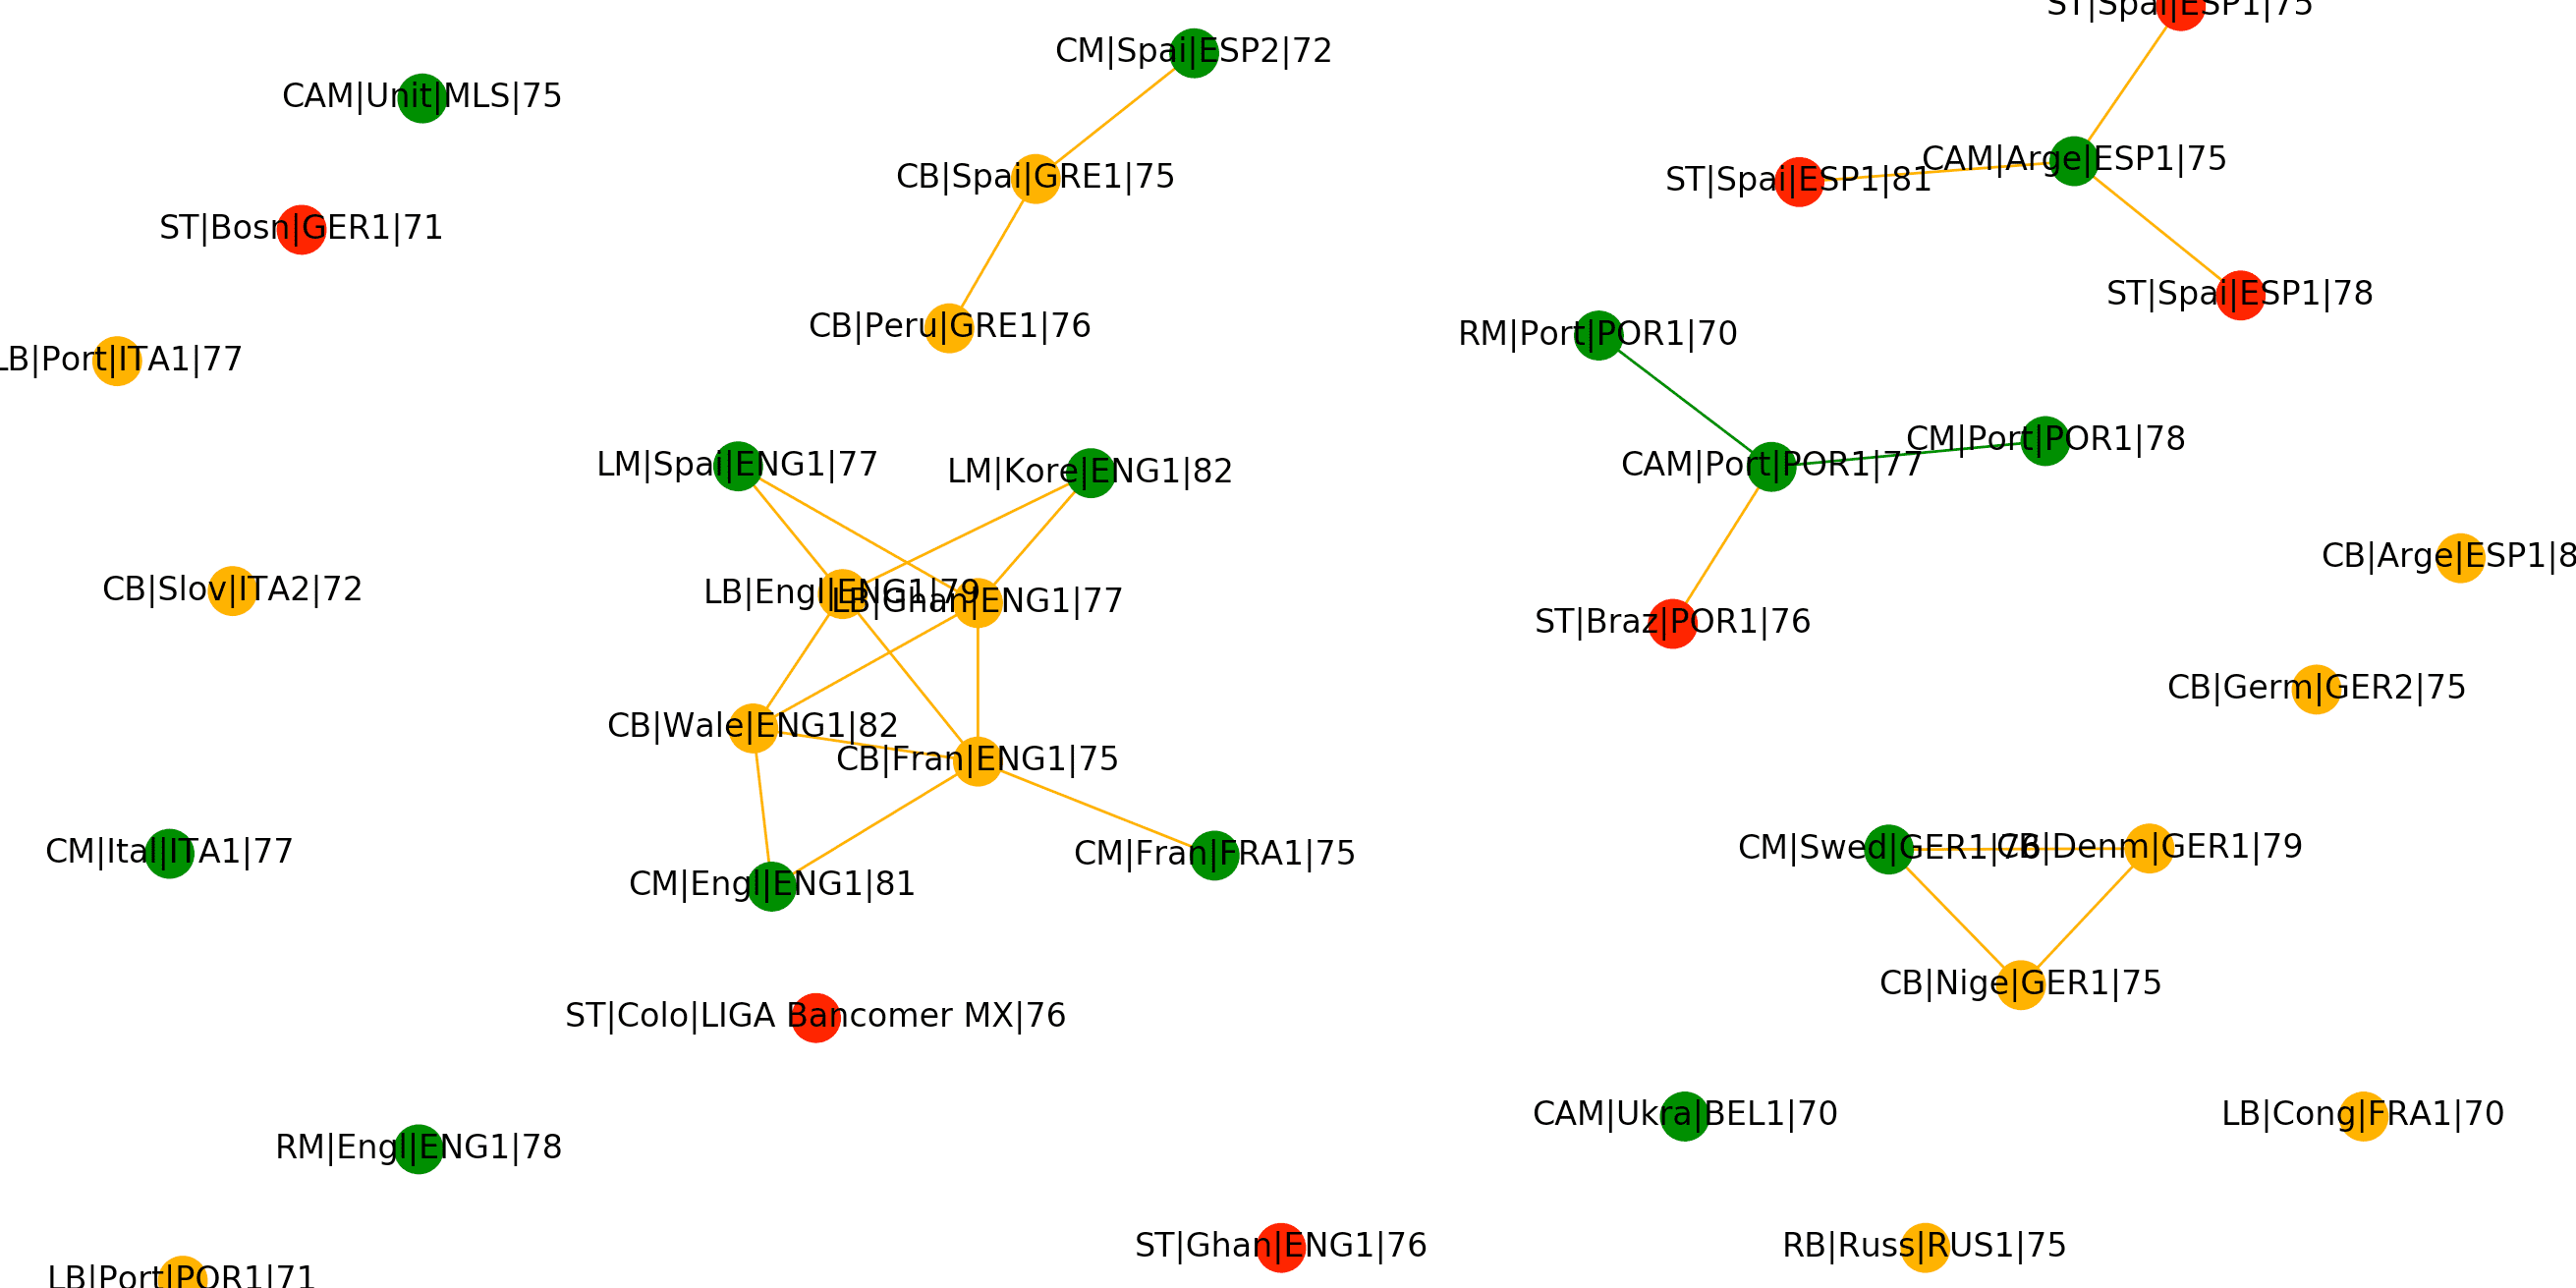 ST|Spai|ESP1|75
CM|Spai|ESP2|72
CAM|Unit|MLS|75
CAM|Arge|ESP1|75
CB|Spai|GRE1|75
ST|Spai|ESP1|81
ST|Bosn|GER1|71
ST|Spai|ESP1|78
CB|Peru|GRE1|76
RM|Port|POR1|70
LB|Port|ITA1|77
CM|Port|POR1|78
LM|Spai|ENG1|77
CAM|Port|POR1|77
LM|Kore|ENG1|82
CB|Arge|ESP1|8
CB|Slov|ITA2|72
LB|Engl|ENG1|79
LB|Ghan|ENG1|77
ST|Braz|POR1|76
CB|Germ|GER2|75
CB|Wale|ENG1|82
CB|Fran|ENG1|75
CM|Swed|GER1|76
CB|Denm|GER1|79
CM|Ital|ITA1|77
CM|Fran|FRA1|75
CM|Engl|ENG1|81
CB|Nige|GER1|75
ST|Colo|LIGA Bancomer MX|76
CAM|Ukra|BEL1|70
LB|Cong|FRA1|70
RM|Engl|ENG1|78
ST|Ghan|ENG1|76
RB|Russ|RUS1|75
LB|Port|POR1|71